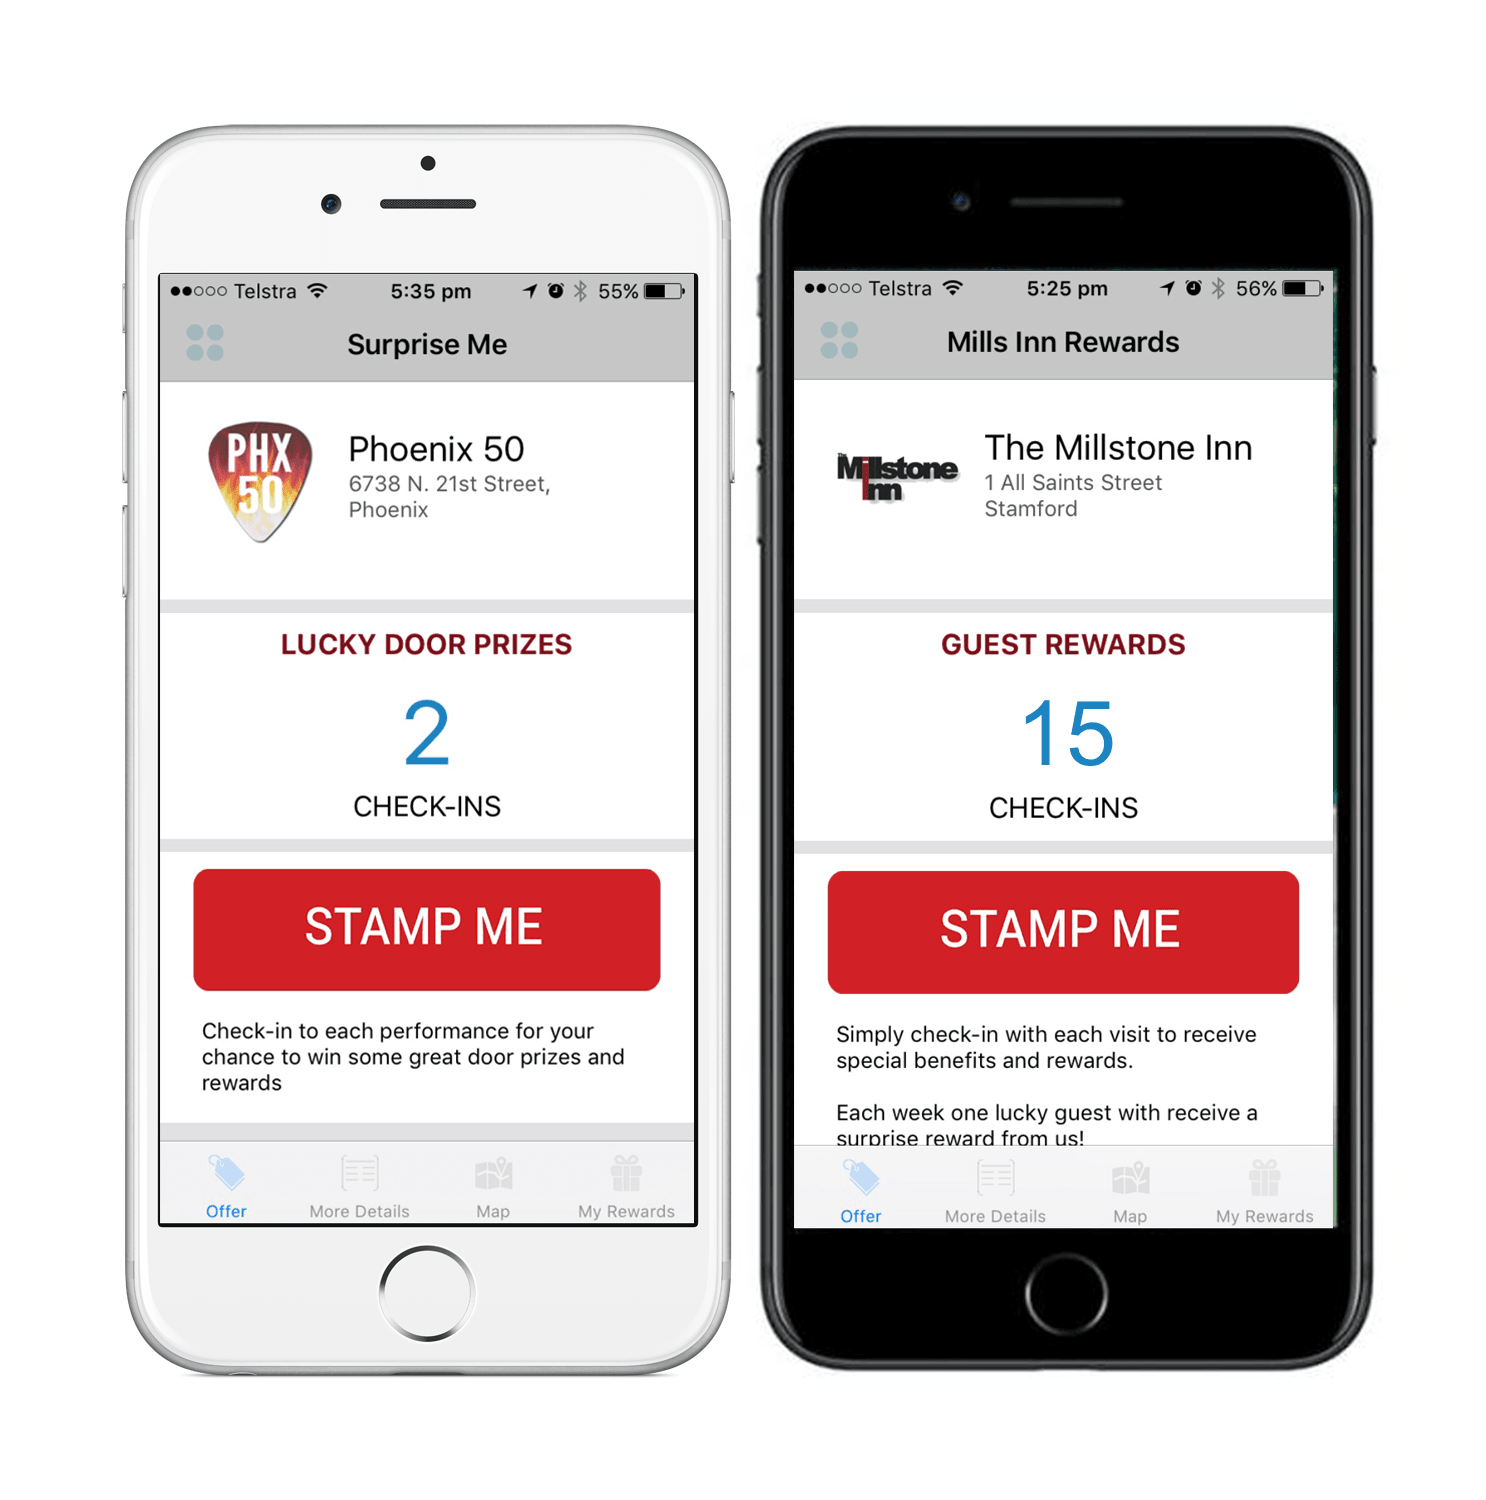 Telstra 5:35 pm 55%
Surprise Me
PHX
50
Phoenix 50
6738 N. 21st Street,
Phoenix
LUCKY DOOR PRIZES
2
CHECK-INS
STAMP ME
Check-in to each performance for your
chance to win some great door prizes and
rewards
Offer More Details Map My Rewards
Telstra 5:25 pm 56%
Mills Inn Rewards
The
Millstone
Inn
The Millstone Inn
1 All Saints Street
Stamford
GUEST REWARDS
15
CHECK-INS
STAMP ME
Simply check-in with each visit to receive
special benefits and rewards.
Each week one lucky guest with receive a
surprise reward from us!
Offer More Details Map My Rewards